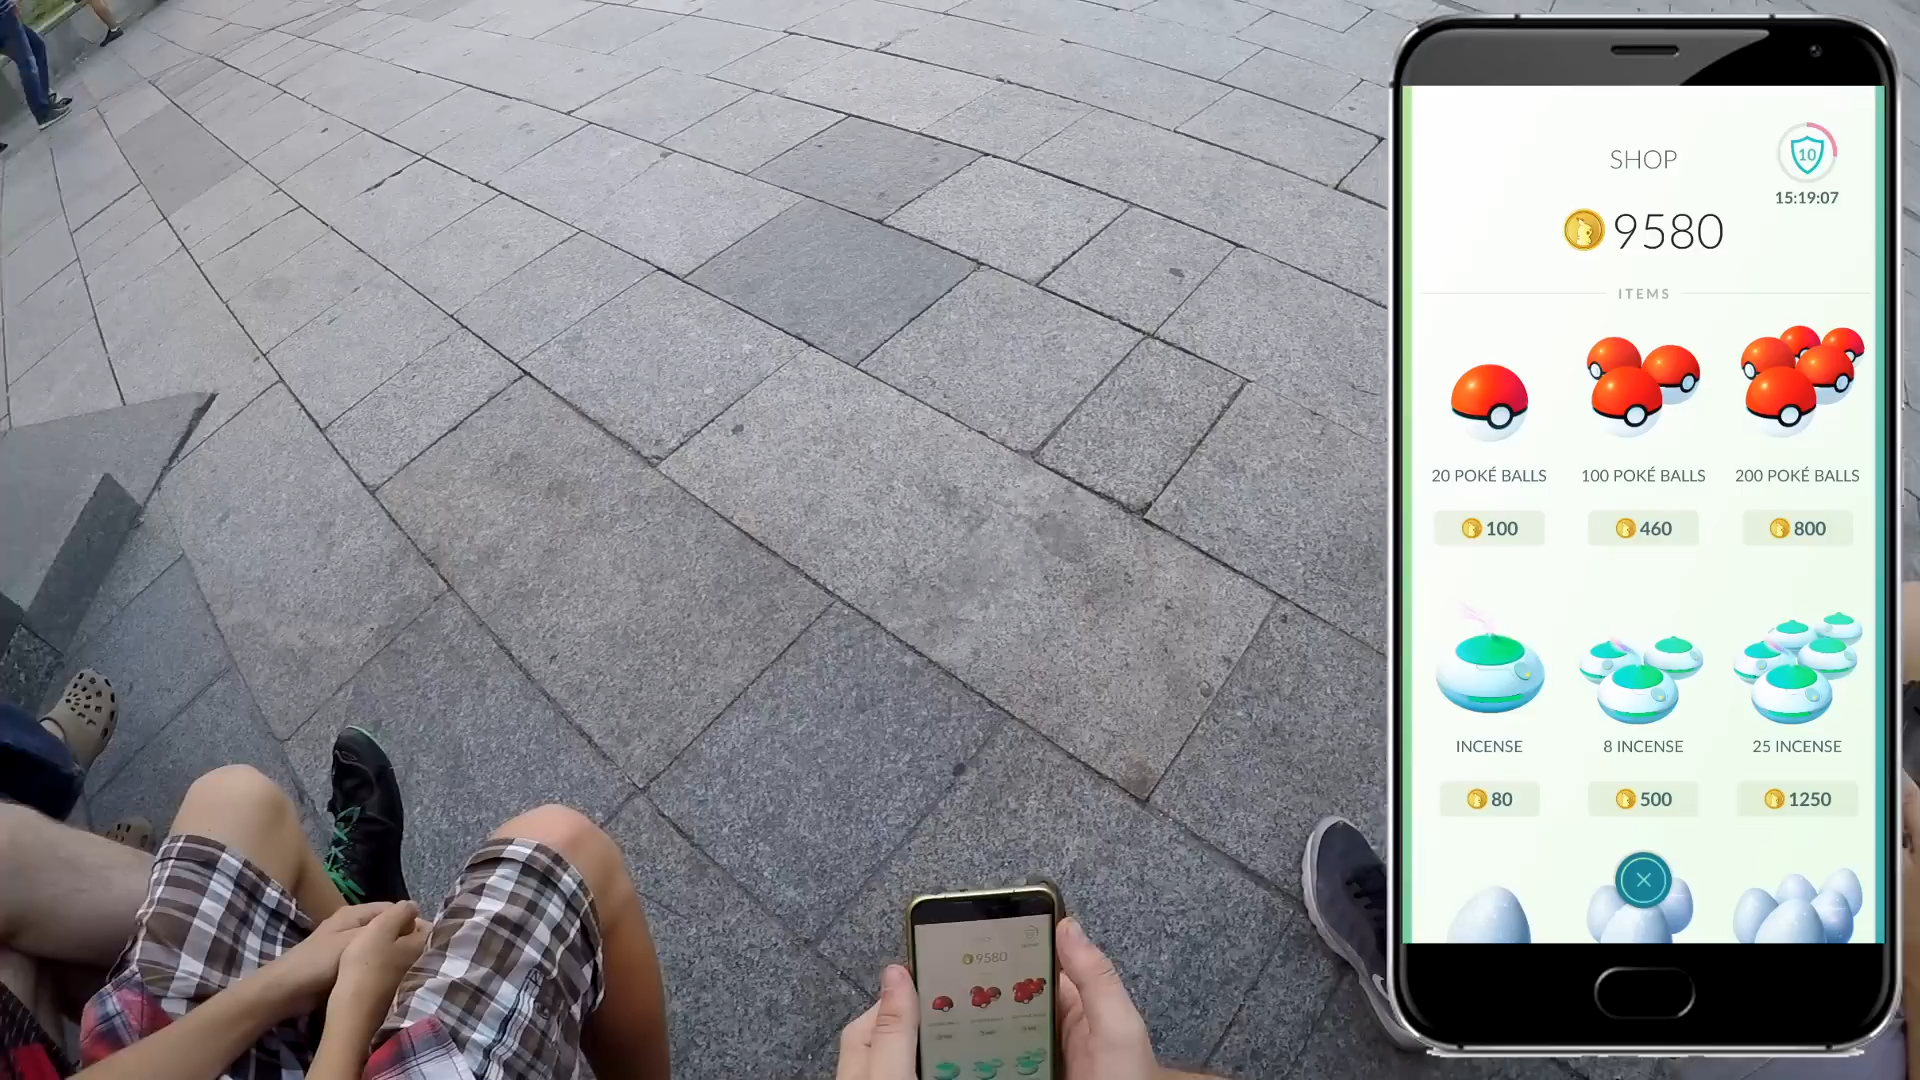 SHOP
10
15:19:07
9580
ITEMS
20 POKÉ BALLS
100 POKÉ BALLS
200 POKÉ BALLS
100
460
800
INCENSE
8 INCENSE
25 INCENSE
80
500
1250
9580